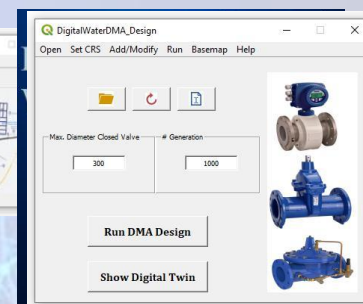 DigitalWaterDMA_Design
Open Set CRS Add/Modify Run Basemap Help
Max. Diameter Closed Valve
# Generation
300
1000
Run DMA Design
Show Digital Twin